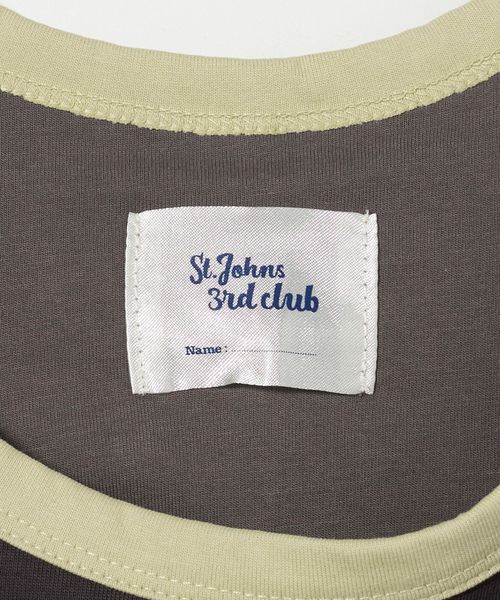 St. Johns
3rd club
Name : ........................